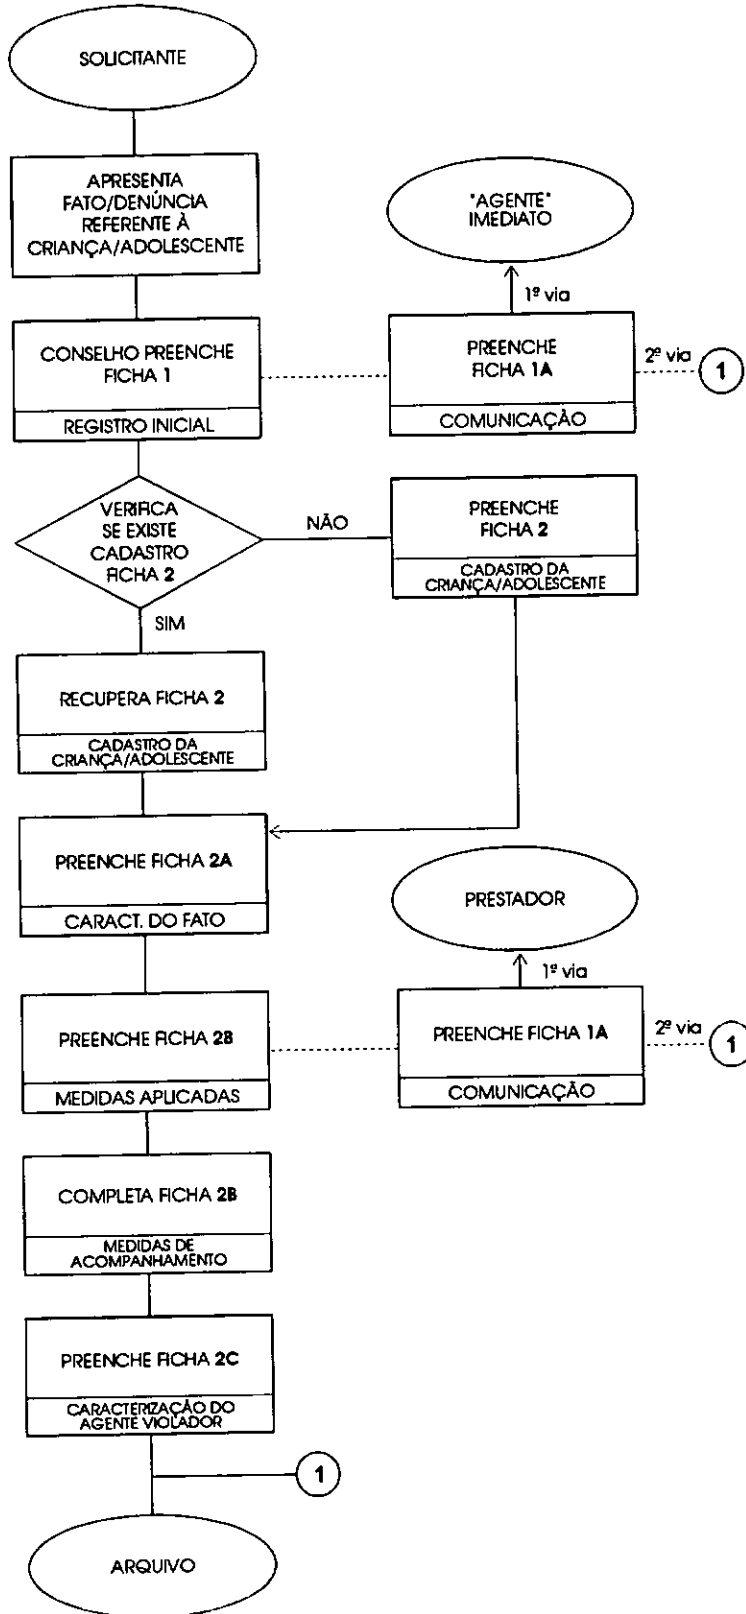 SOLICITANTE
APRESENTA
FATO/DENÚNCIA
REFERENTE À
CRIANÇA/ADOLESCENTE
"AGENTE"
IMEDIATO
1ª via
CONSELHO PREENCHE
FICHA 1
REGISTRO INICIAL
PREENCHE
FICHA 1A
COMUNICAÇÃO
2ª via
1
VERIFICA
SE EXISTE
CADASTRO
FICHA 2
NÃO
PREENCHE
FICHA 2
CADASTRO DA
CRIANÇA/ADOLESCENTE
SIM
RECUPERA FICHA 2
CADASTRO DA
CRIANÇA/ADOLESCENTE
PREENCHE FICHA 2A
CARACT. DO FATO
PRESTADOR
1ª via
PREENCHE FICHA 2B
MEDIDAS APLICADAS
PREENCHE FICHA 1A
COMUNICAÇÃO
2ª via
1
COMPLETA FICHA 2B
MEDIDAS DE
ACOMPANHAMENTO
PREENCHE FICHA 2C
CARACTERIZAÇÃO DO
AGENTE VIOLADOR
1
ARQUIVO